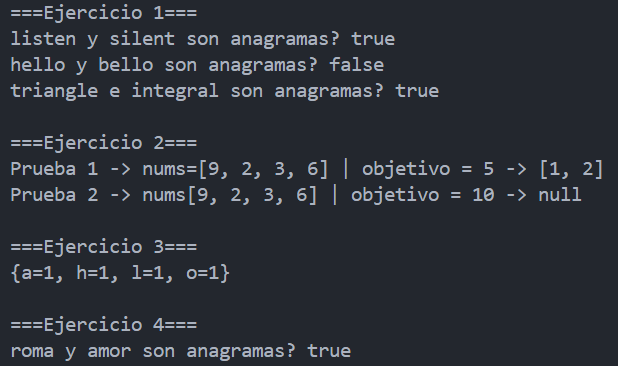 ===Ejercicio 1===
listen y silent son anagramas? true
hello y bello son anagramas? false
triangle e integral son anagramas? true
===Ejercicio 2===
Prueba 1 -> nums=[9, 2, 3, 6] | objetivo = 5 -> [1, 2]
Prueba 2 -> nums[9, 2, 3, 6] | objetivo = 10 -> null
===Ejercicio 3===
{a=1, h=1, l=1, o=1}
===Ejercicio 4===
roma y amor son anagramas? true